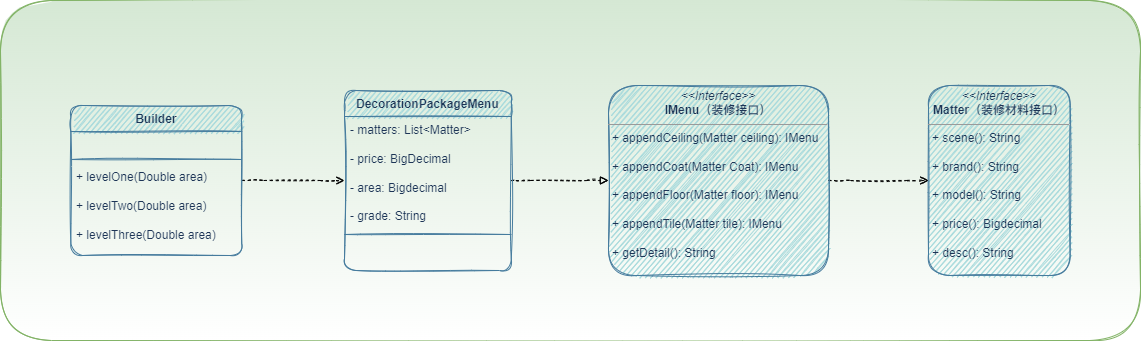 Builder
+ levelOne(Double area)
+ levelTwo(Double area)
+ levelThree(Double area)
DecorationPackageMenu
- matters: List<Matter>
- price: BigDecimal
- area: Bigdecimal
- grade: String
<<Interface>>
IMenu（装修接口）
+ appendCeiling(Matter ceiling): IMenu
+ appendCoat(Matter Coat): IMenu
+ appendFloor(Matter floor): IMenu
+ appendTile(Matter tile): IMenu
+ getDetail(): String
<<Interface>>
Matter（装修材料接口）
+ scene(): String
+ brand(): String
+ model(): String
+ price(): Bigdecimal
+ desc(): String